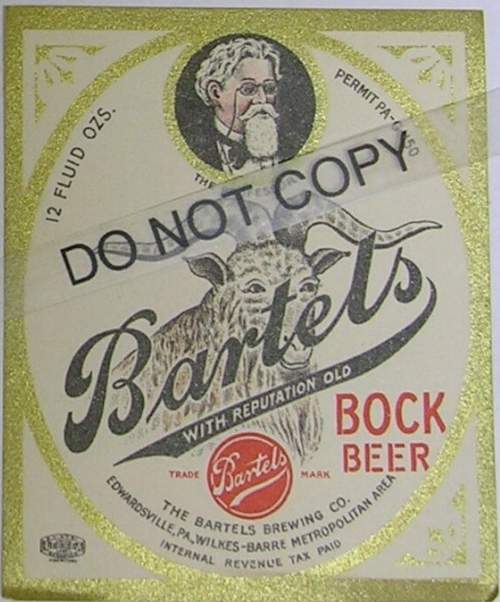 12 FLUID OZS.
PERMIT PA-
THE
DO NOT COPY
Bartels
WITH REPUTATION OLD
BOCK
BEER
TRADE
Bartels
MARK
THE BARTELS BREWING CO.
EDWARDSVILLE, PA., WILKES-BARRE METROPOLITAN AREA
INTERNAL REVENUE TAX PAID